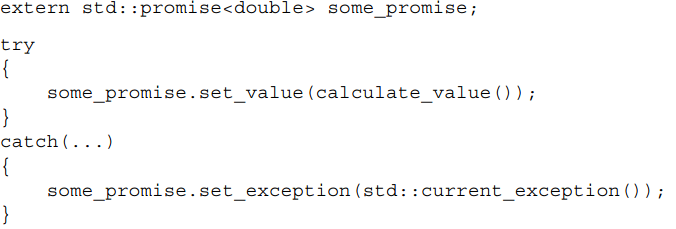 extern std::promise<double> some_promise;
try
{
    some_promise.set_value(calculate_value());
}
catch(...)
{
    some_promise.set_exception(std::current_exception());
}